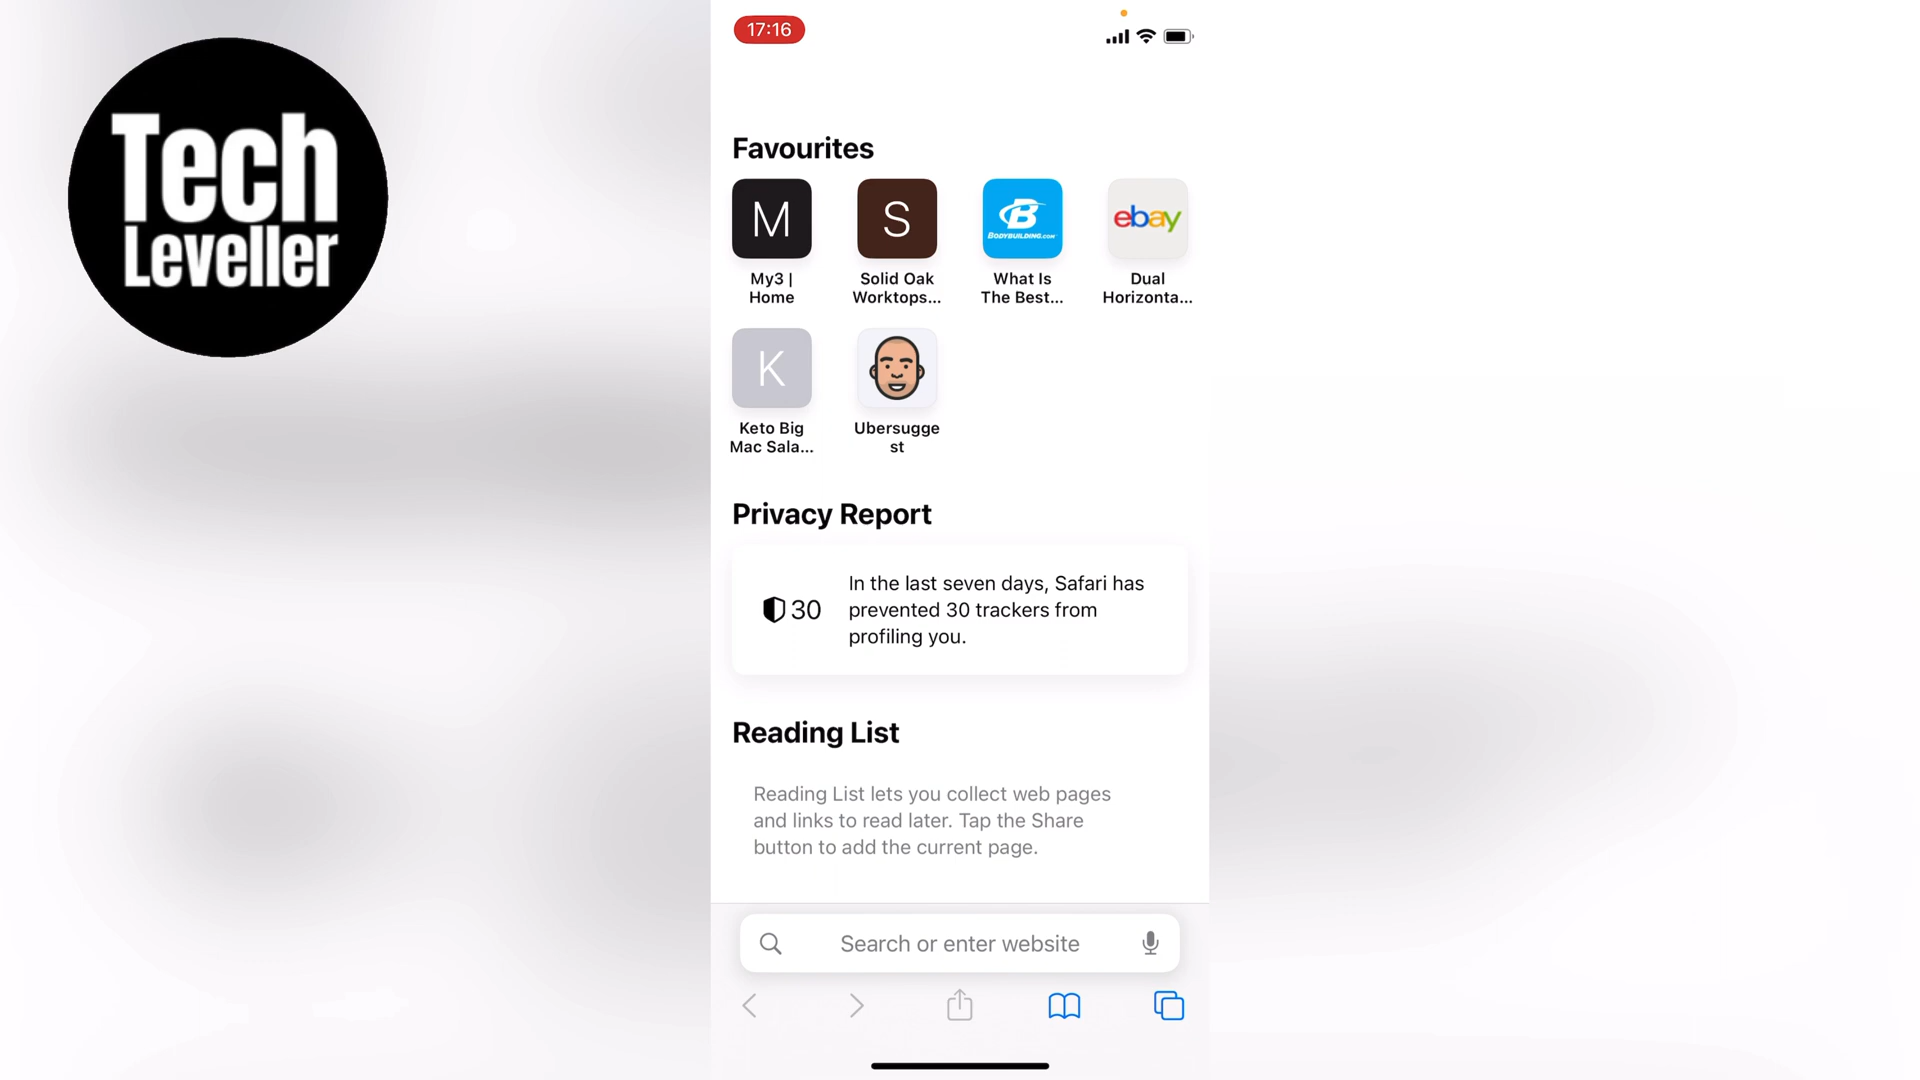 Tech
Leveller
17:16
Favourites
M
S
BODYBUILDING.COM
ebay
My3 |
Home
Solid Oak
Worktops...
What Is
The Best...
Dual
Horizonta...
K
Keto Big
Mac Sala...
Ubersugge
st
Privacy Report
30
In the last seven days, Safari has
prevented 30 trackers from
profiling you.
Reading List
Reading List lets you collect web pages
and links to read later. Tap the Share
button to add the current page.
Search or enter website